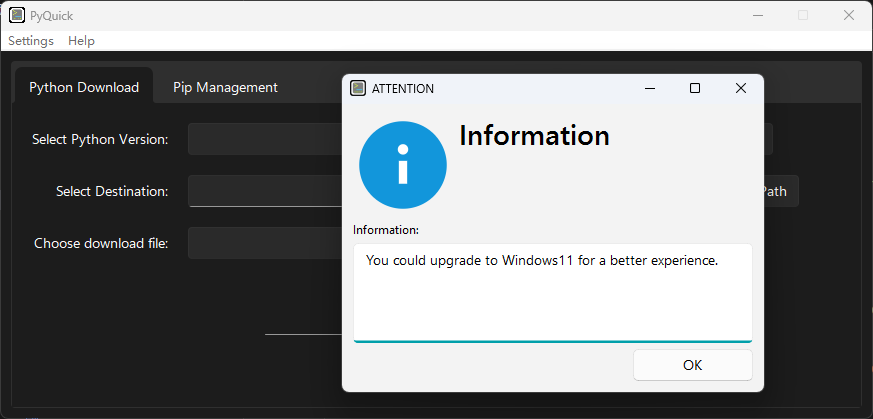 PyQuick
Settings Help
Python Download Pip Management
ATTENTION
Information
Select Python Version:
Select Destination:
Path
Choose download file:
Information:
You could upgrade to Windows11 for a better experience.
OK